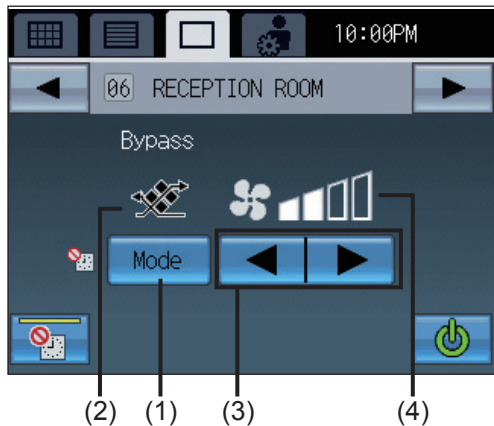 10:00PM
06 RECEPTION ROOM
Bypass
Mode
(2) (1) (3) (4)